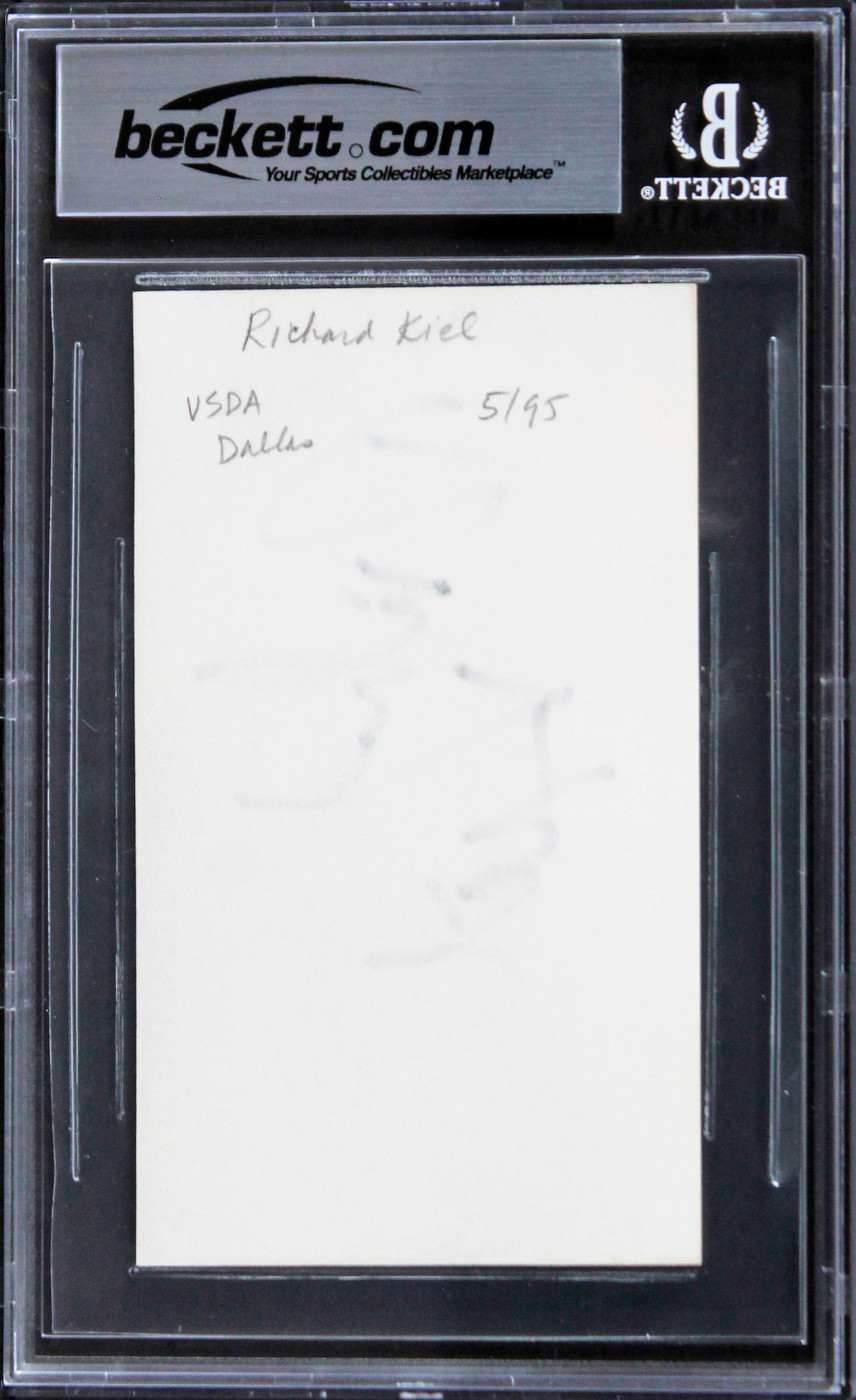 beckett.com
Your Sports Collectibles Marketplace™
B
BECKETT®
Richard Kiel
VSDA 5/95
Dallas